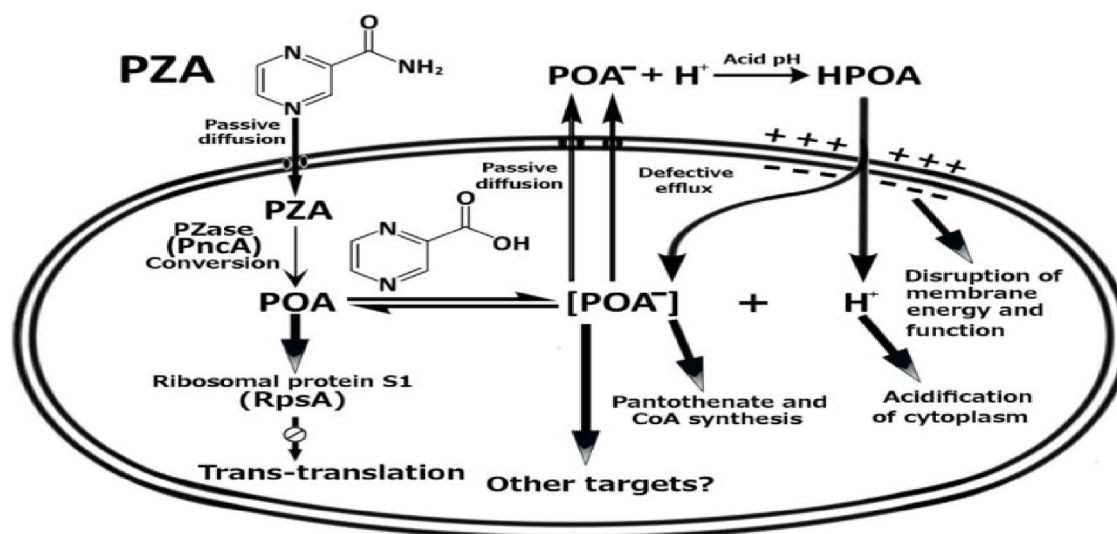 PZA
N
N
O
NH₂
Passive
diffusion
POA⁻ + H⁺
Acid pH
HPOA
+ + +
+++
Passive
diffusion
Defective
efflux
PZA
PZase
(PncA)
Conversion
N
N
O
OH
POA
[POA⁻]
+
H⁺
Disruption of
membrane
energy and
function
Ribosomal protein S1
(RpsA)
Trans-translation
Pantothenate and
CoA synthesis
Other targets?
Acidification
of cytoplasm